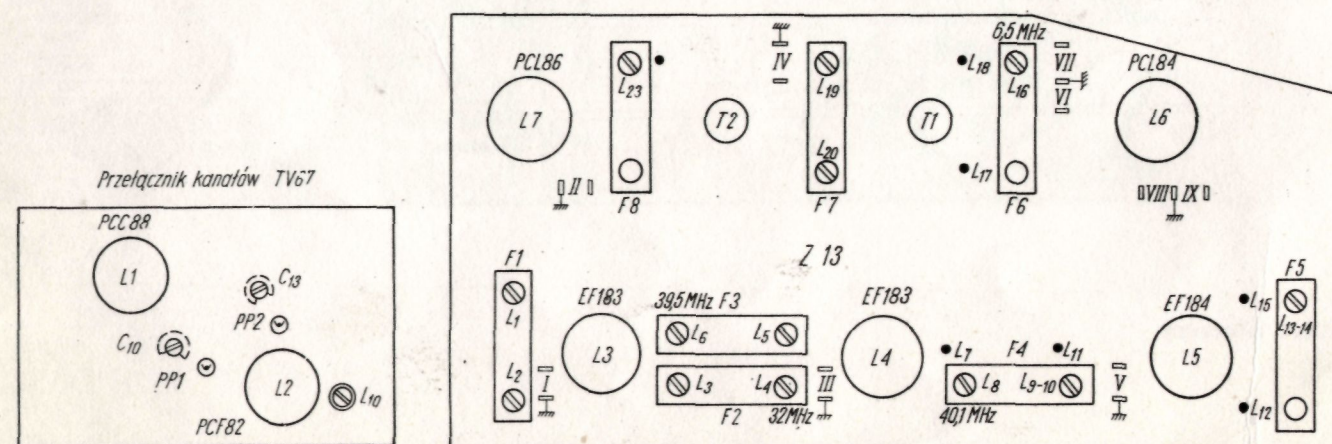 6,5 MHz
PCL86
IV
L18
VII
PCL84
L23
L19
L16
VI
L7
T2
T1
L6
L20
L17
Przełącznik kanałów TV67
II
F8
F7
F6
VIII IX
PCC88
Z 13
F1
F5
L1
C13
EF183
39,5 MHz F3
EF183
EF184
L15
PP2
L1
L6
L5
L13-14
C10
L3
L4
L7
F4
L11
L5
PP1
L2
L2
I
L3
L4
III
L8
L9-10
V
L10
PCF82
F2
32MHz
40,1 MHz
L12